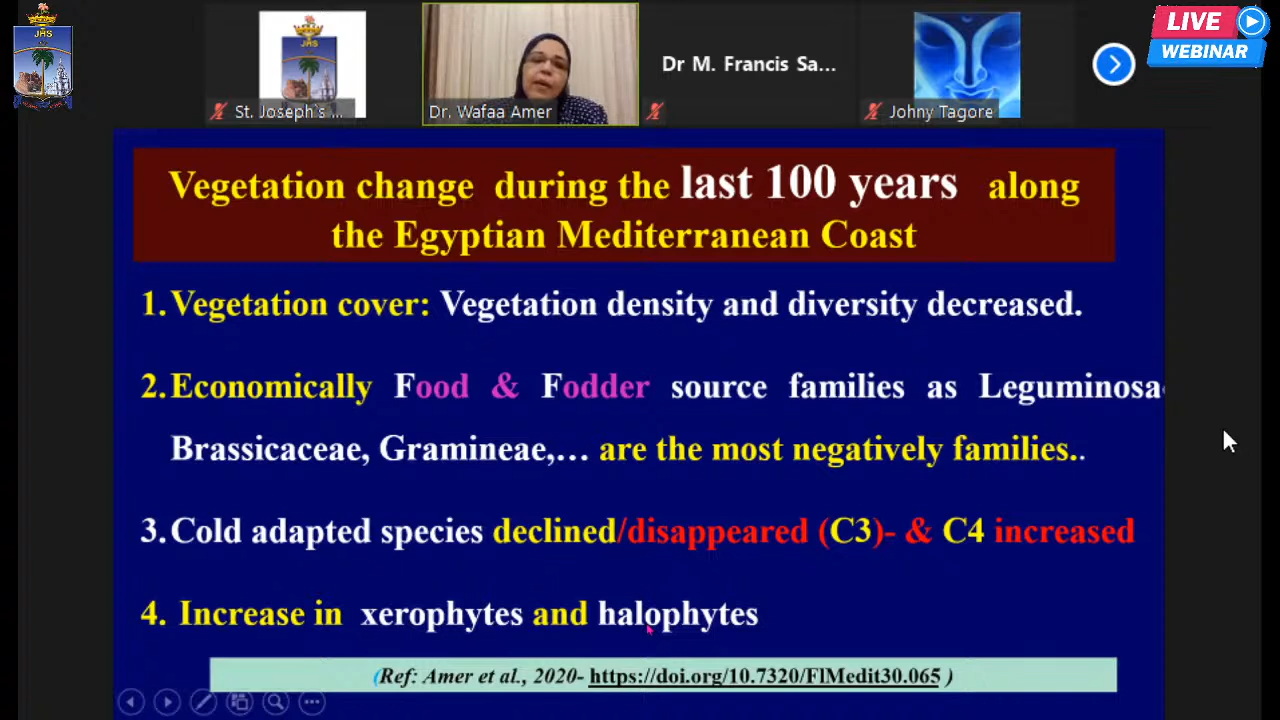 JHS
LIVE
WEBINAR
JHS
Dr M. Francis Sa...
St. Joseph's ...
Dr. Wafaa Amer
Johny Tagore
Vegetation change during the last 100 years along
the Egyptian Mediterranean Coast
1. Vegetation cover: Vegetation density and diversity decreased.
2. Economically Food & Fodder source families as Leguminosa
Brassicaceae, Gramineae,... are the most negatively families..
3. Cold adapted species declined/disappeared (C3)- & C4 increased
4. Increase in xerophytes and halophytes
(Ref: Amer et al., 2020- https://doi.org/10.7320/FlMedit30.065 )